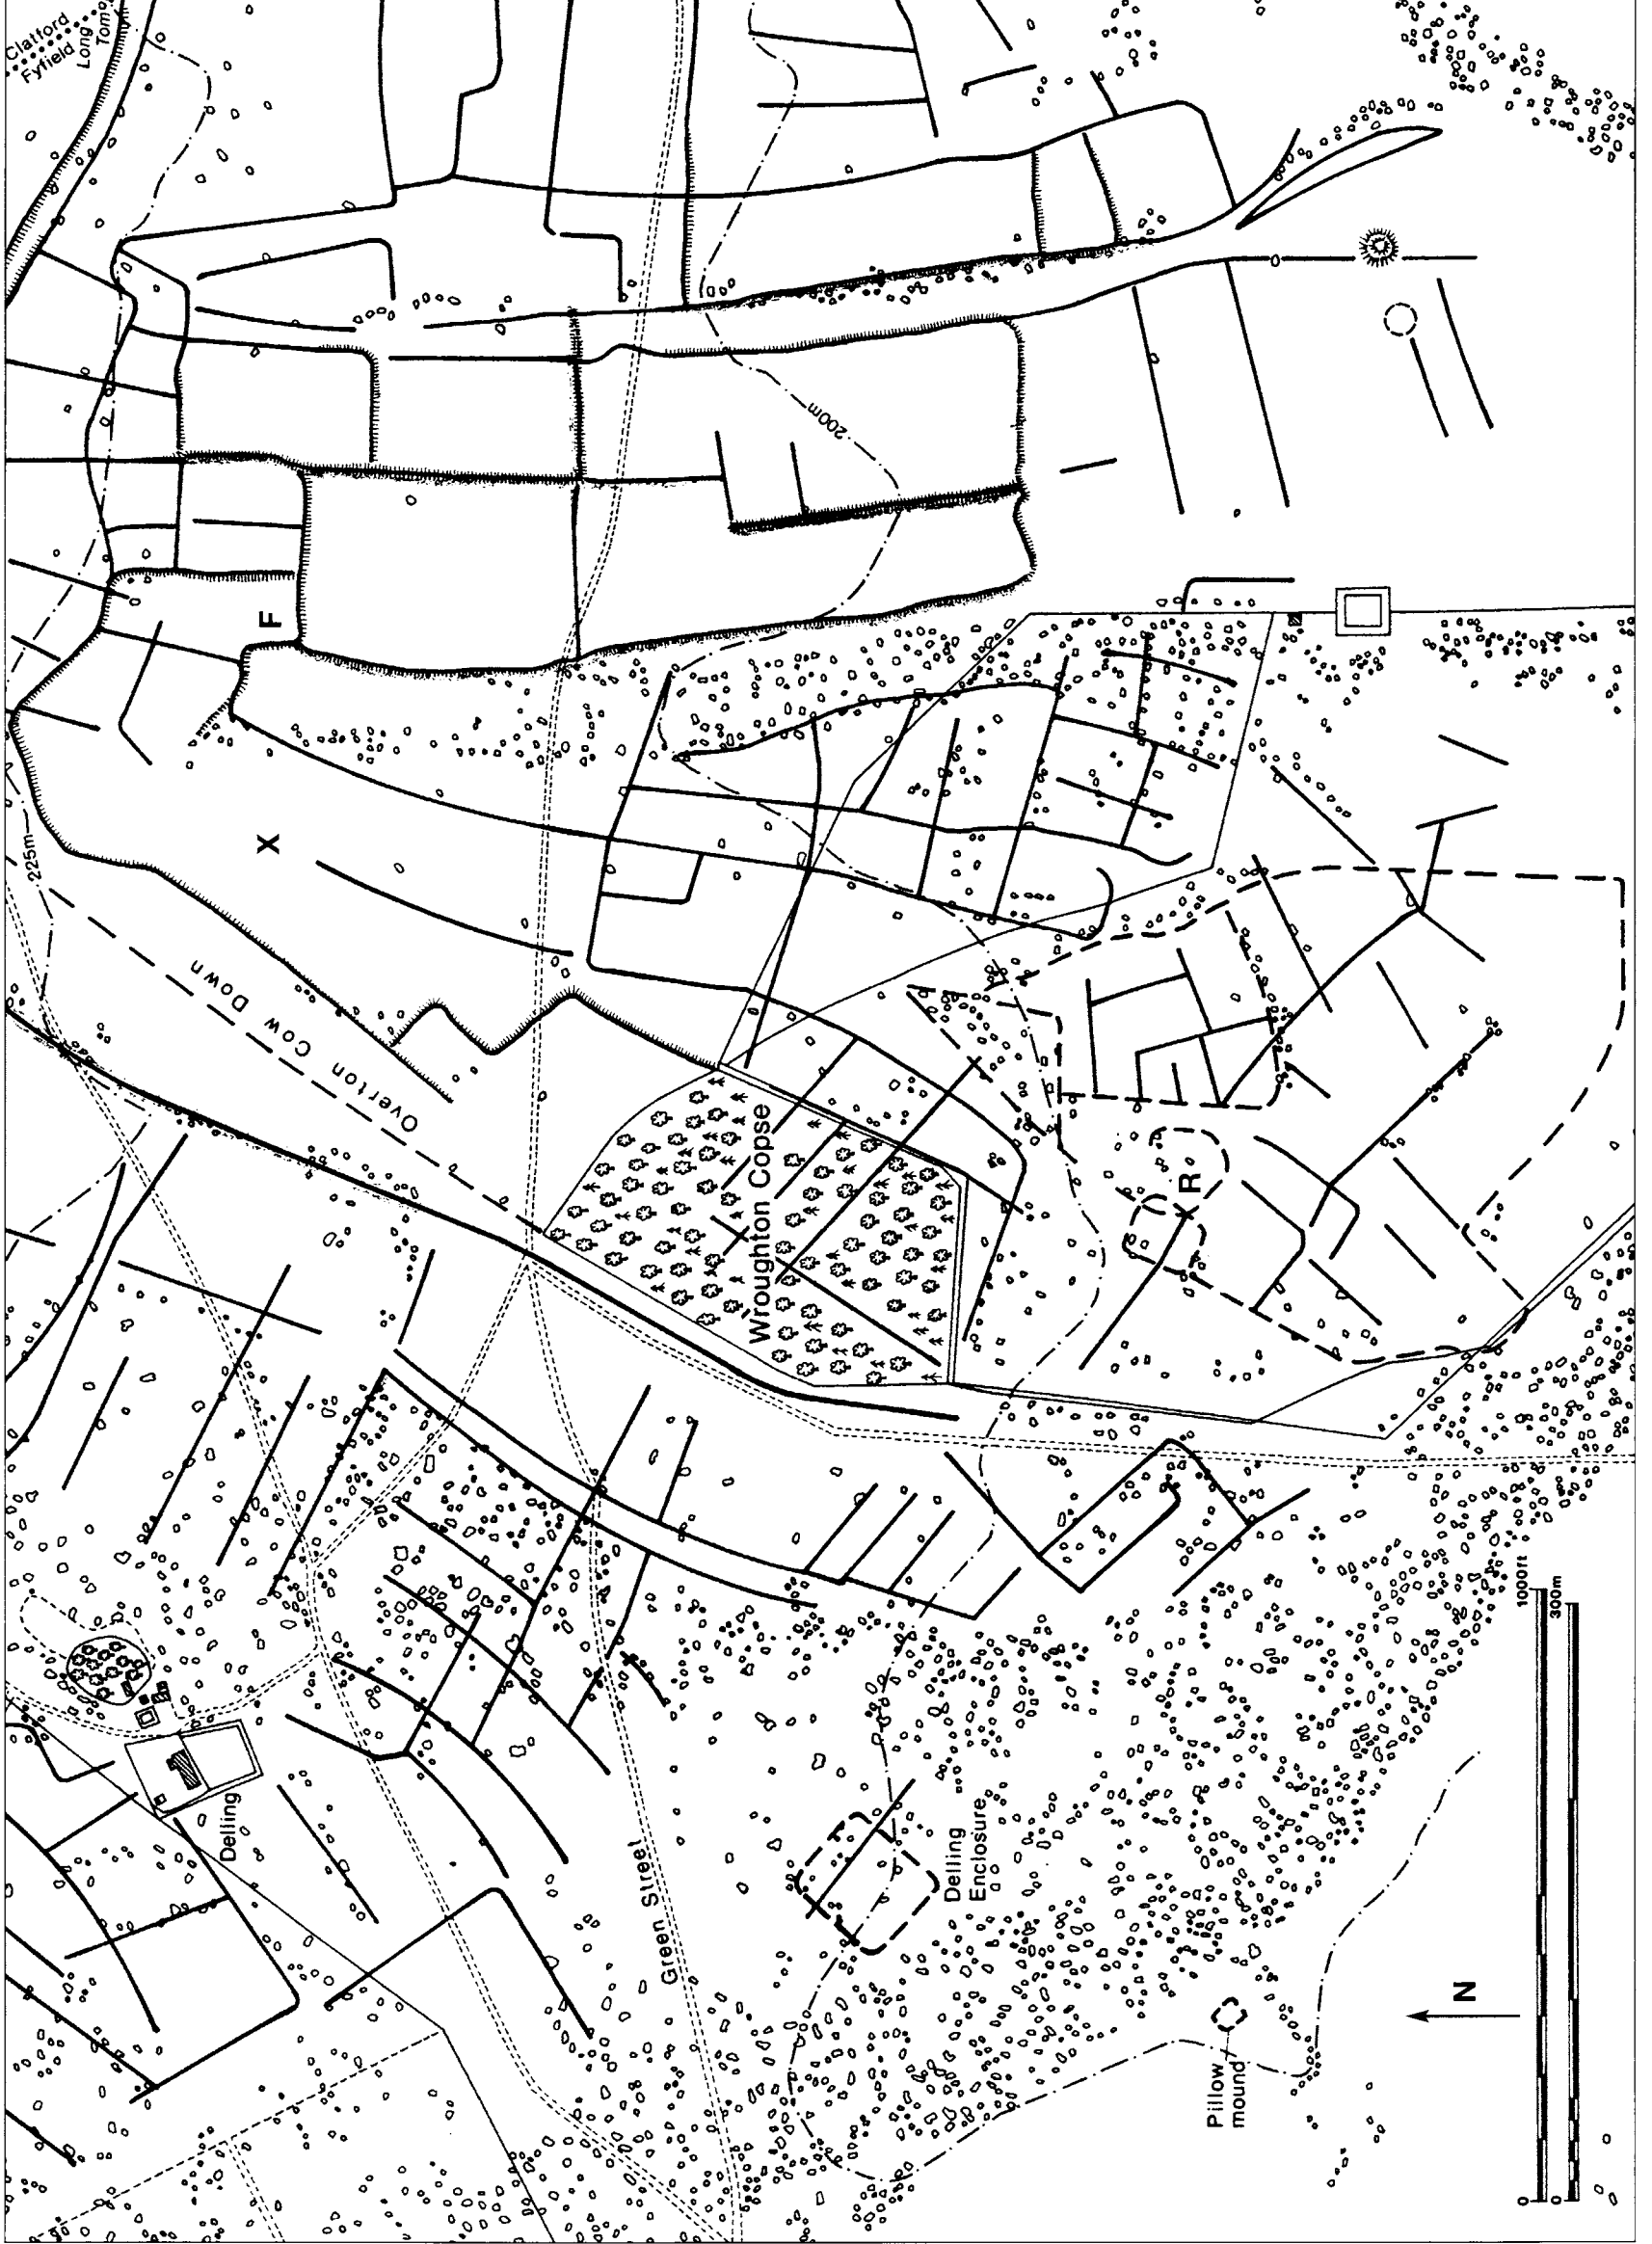 Clatford
Fyfield
Long
Tom
225m
F
X
200m
Overton Cow Down
Wroughton Copse
R
Delling
Green Street
Delling
Enclosure
Pillow
mound
N
1000ft
300m
0
0